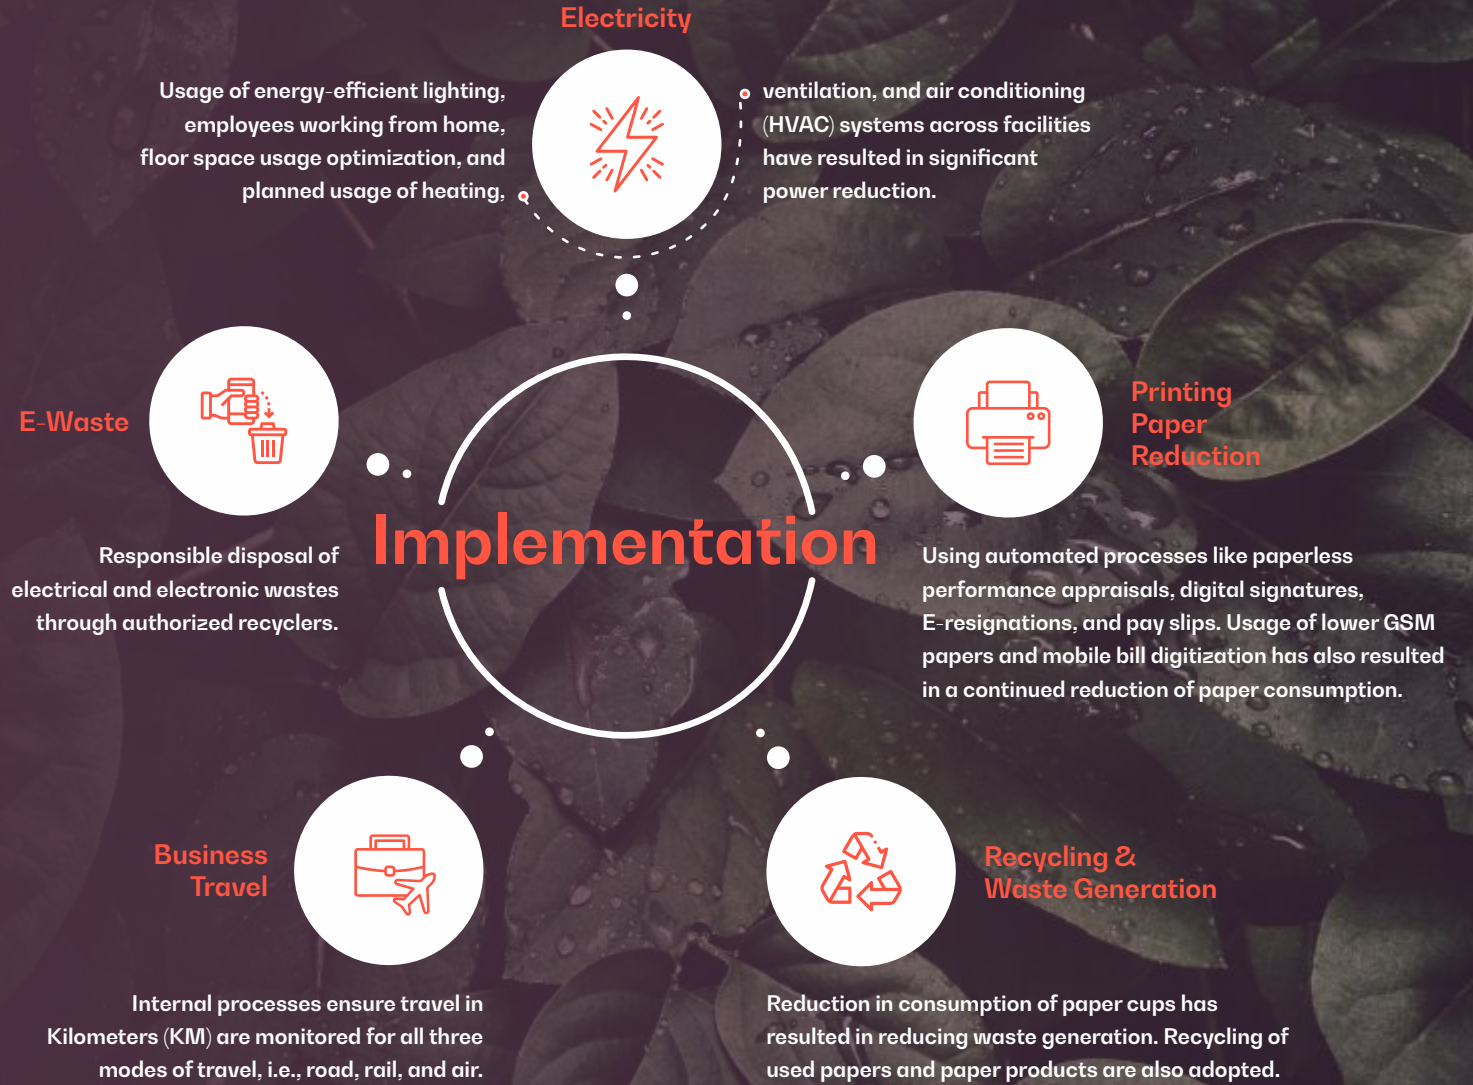 Electricity
Usage of energy-efficient lighting,
employees working from home,
floor space usage optimization, and
planned usage of heating,
ventilation, and air conditioning
(HVAC) systems across facilities
have resulted in significant
power reduction.
E-Waste
Responsible disposal of
electrical and electronic wastes
through authorized recyclers.
Implementation
Printing
Paper
Reduction
Using automated processes like paperless
performance appraisals, digital signatures,
E-resignations, and pay slips. Usage of lower GSM
papers and mobile bill digitization has also resulted
in a continued reduction of paper consumption.
Business
Travel
Internal processes ensure travel in
Kilometers (KM) are monitored for all three
modes of travel, i.e., road, rail, and air.
Recycling &
Waste Generation
Reduction in consumption of paper cups has
resulted in reducing waste generation. Recycling of
used papers and paper products are also adopted.